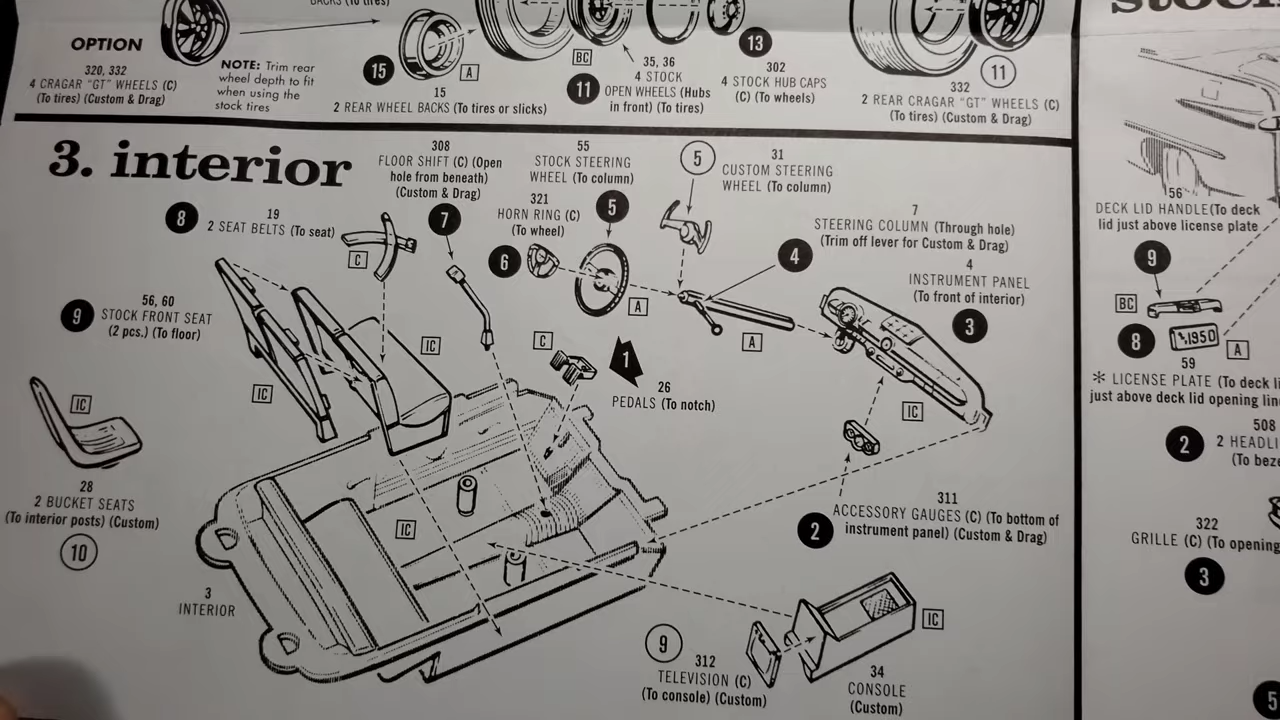 BACKS (To tires)
OPTION
320, 332
4 CRAGAR "GT" WHEELS (C)
(To tires) (Custom & Drag)
NOTE: Trim rear
wheel depth to fit
when using the
stock tires
15
A
15
2 REAR WHEEL BACKS (To tires or slicks)
BC
11
35, 36
4 STOCK
OPEN WHEELS (Hubs
in front) (To tires)
13
302
4 STOCK HUB CAPS
(C) (To wheels)
11
332
2 REAR CRAGAR "GT" WHEELS (C)
(To tires) (Custom & Drag)
3. interior
8
19
2 SEAT BELTS (To seat)
C
308
FLOOR SHIFT (C) (Open
hole from beneath)
(Custom & Drag)
7
55
STOCK STEERING
WHEEL (To column)
5
321
HORN RING (C)
(To wheel)
6
A
5
31
CUSTOM STEERING
WHEEL (To column)
7
STEERING COLUMN (Through hole)
(Trim off lever for Custom & Drag)
4
A
4
INSTRUMENT PANEL
(To front of interior)
3
IC
9
56, 60
STOCK FRONT SEAT
(2 pcs.) (To floor)
IC
IC
C
1
26
PEDALS (To notch)
IC
28
2 BUCKET SEATS
(To interior posts) (Custom)
10
IC
3
INTERIOR
2
311
ACCESSORY GAUGES (C) (To bottom of
instrument panel) (Custom & Drag)
9
312
TELEVISION (C)
(To console) (Custom)
IC
34
CONSOLE
(Custom)
56
DECK LID HANDLE(To deck
lid just above license plate
9
BC
8
1950
A
59
* LICENSE PLATE (To deck
just above deck lid opening
508
2
2
(To
322
GRILLE (C) (To opening
3
5